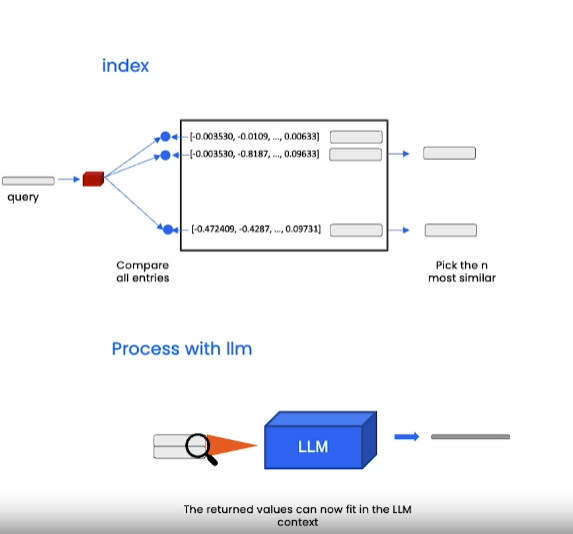 index
[-0.003530, -0.0109, ..., 0.00633]
[-0.003530, -0.8187, ..., 0.09633]
query
[-0.472409, -0.4287, ..., 0.09731]
Compare
all entries
Pick the n
most similar
Process with llm
LLM
The returned values can now fit in the LLM
context